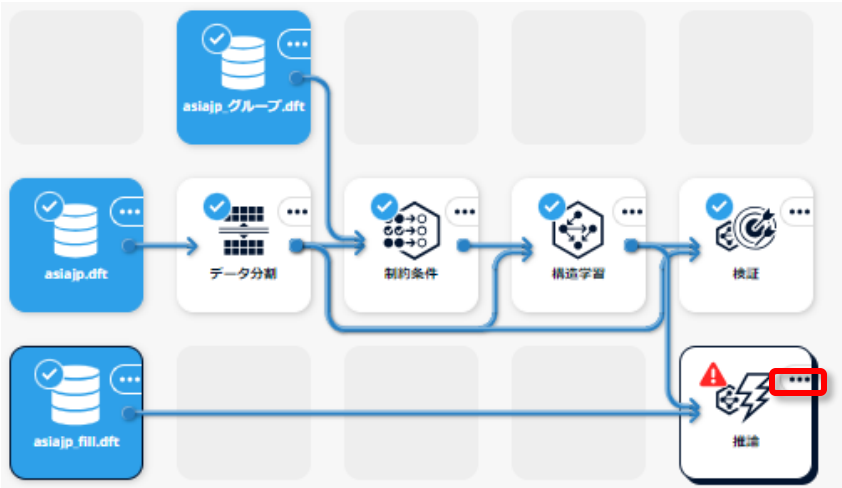 asiajp_グループ.dft
asiajp.dft
データ分割
制約条件
構造学習
検証
asiajp_fill.dft
推論